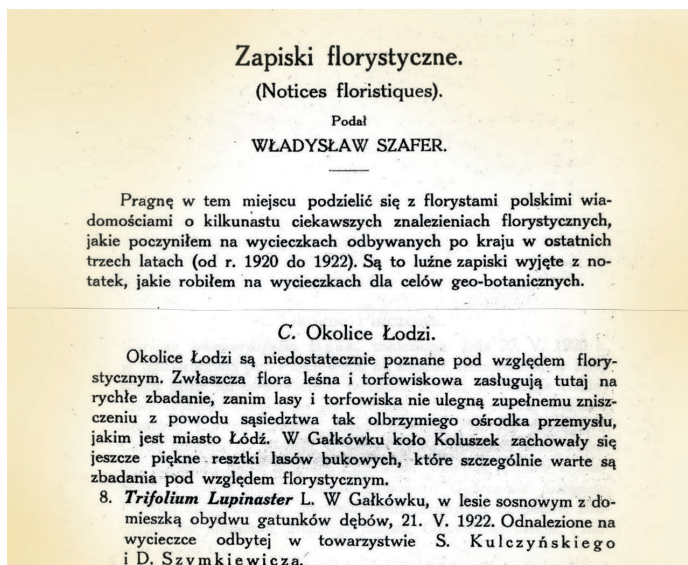 Zapiski florystyczne.
(Notices floristiques).
Podał
WŁADYSŁAW SZAFER.
Pragnę w tem miejscu podzielić się z florystami polskimi wia-
domościami o kilkunastu ciekawszych znalezieniach florystycznych,
jakie poczyniłem na wycieczkach odbywanych po kraju w ostatnich
trzech latach (od r. 1920 do 1922). Są to luźne zapiski wyjęte z no-
tatek, jakie robiłem na wycieczkach dla celów geo-botanicznych.
C. Okolice Łodzi.
Okolice Łodzi są niedostatecznie poznane pod względem flory-
stycznym. Zwłaszcza flora leśna i torfowiskowa zasługują tutaj na
rychłe zbadanie, zanim lasy i torfowiska nie ulegną zupełnemu znisz-
czeniu z powodu sąsiedztwa tak olbrzymiego ośrodka przemysłu,
jakim jest miasto Łódź. W Gałkówku koło Koluszek zachowały się
jeszcze piękne resztki lasów bukowych, które szczególnie warte są
zbadania pod względem florystycznym.
8. Trifolium Lupinaster L. W Gałkówku, w lesie sosnowym z do-
mieszką obydwu gatunków dębów, 21. V. 1922. Odnalezione na
wycieczce odbytej w towarzystwie S. Kulczyńskiego
i D. Szymkiewicza.